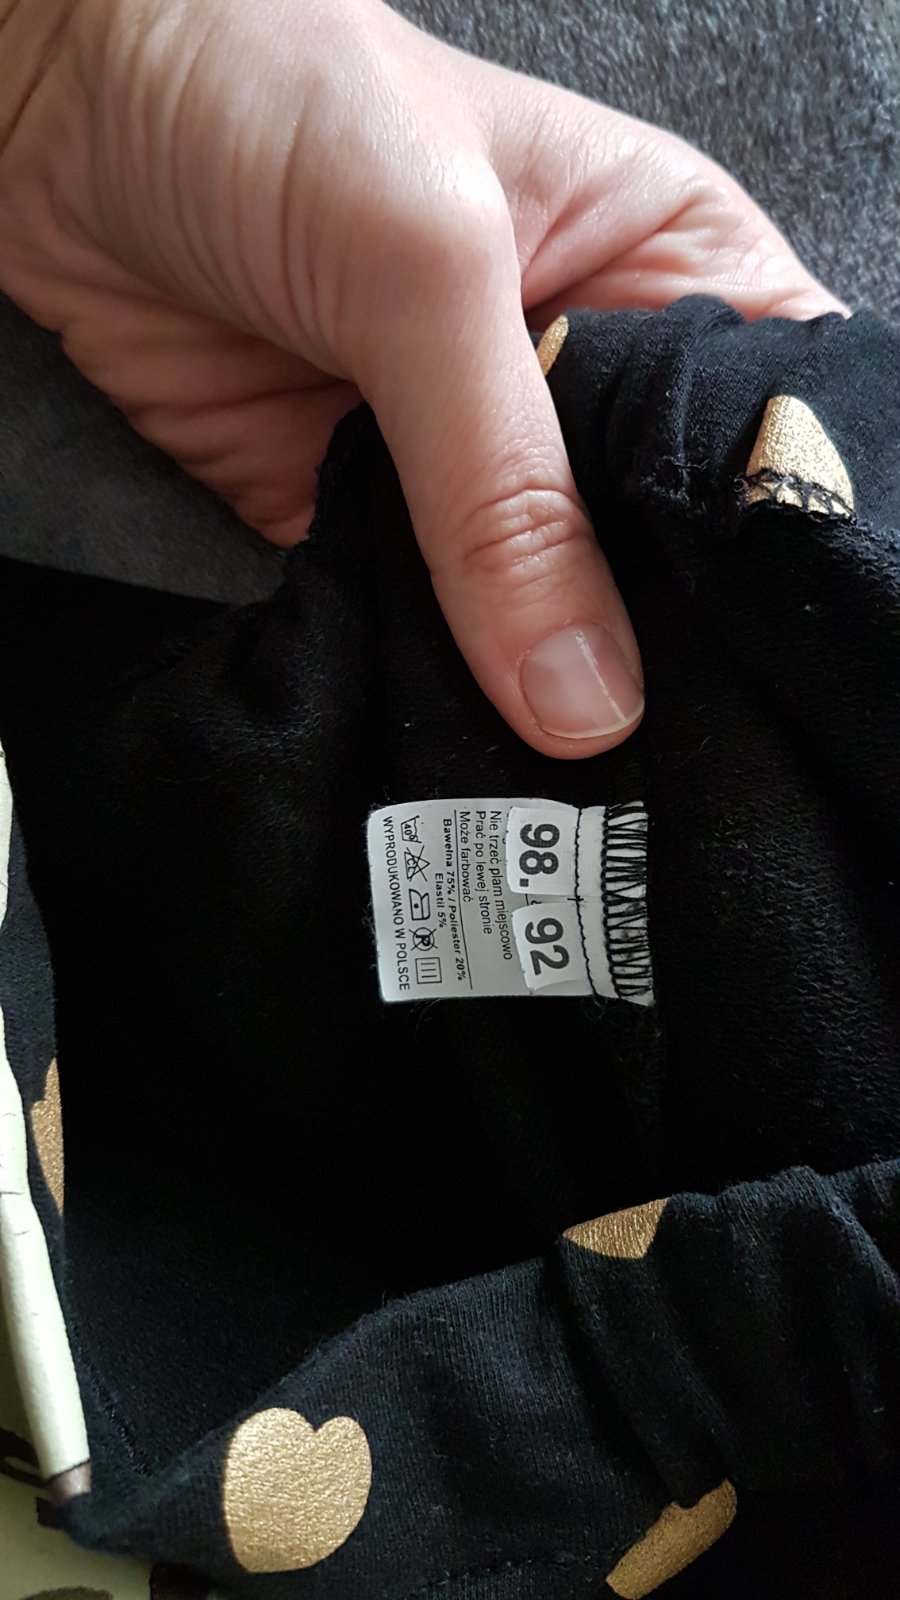 98. 92
Nie trzeć plam miejscowo
Prać po lewej stronie
Może farbować
Bawełna 75% / Poliester 20%
Elastil 5%
40
WYPRODUKOWANO W POLSCE